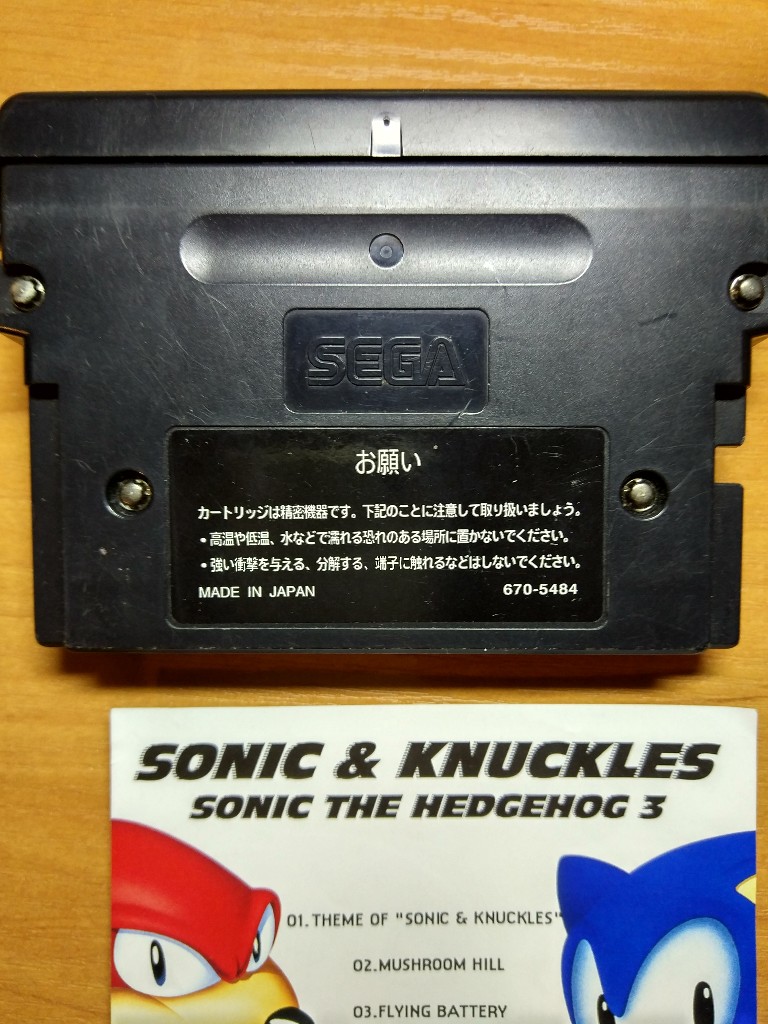 SEGA
お願い
カートリッジは精密機器です。下記のことに注意して取り扱いましょう。
•高温や低温、水などで濡れる恐れのある場所に置かないでください。
•強い衝撃を与える、分解する、端子に触れるなどはしないでください。
MADE IN JAPAN 670-5484
SONIC & KNUCKLES
SONIC THE HEDGEHOG 3
01.THEME OF "SONIC & KNUCKLES"
02.MUSHROOM HILL
03.FLYING BATTERY